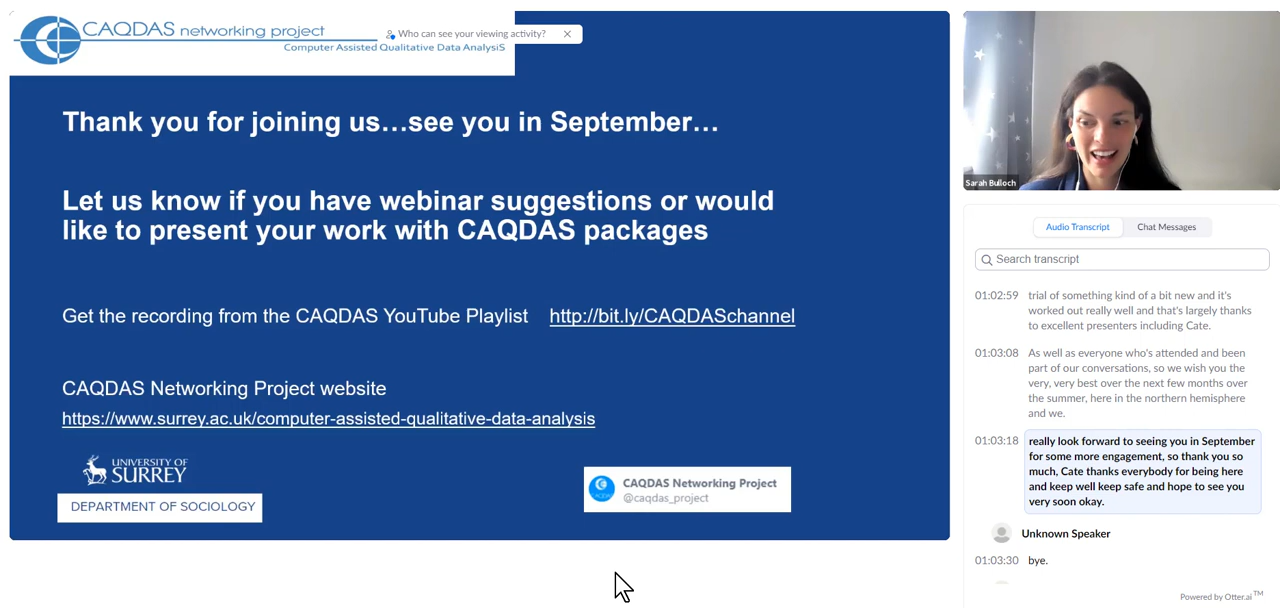 CAQDAS networking project
Computer Assisted Qualitative Data AnalysiS
Who can see your viewing activity?
Thank you for joining us…see you in September…
Let us know if you have webinar suggestions or would
like to present your work with CAQDAS packages
Get the recording from the CAQDAS YouTube Playlist http://bit.ly/CAQDASchannel
CAQDAS Networking Project website
https://www.surrey.ac.uk/computer-assisted-qualitative-data-analysis
UNIVERSITY OF
SURREY
DEPARTMENT OF SOCIOLOGY
CAQDAS Networking Project
@caqdas_project
Sarah Bulloch
Audio Transcript Chat Messages
Search transcript
01:02:59 trial of something kind of a bit new and it's
worked out really well and that's largely thanks
to excellent presenters including Cate.
01:03:08 As well as everyone who's attended and been
part of our conversations, so we wish you the
very, very best over the next few months over
the summer, here in the northern hemisphere
and we.
01:03:18 really look forward to seeing you in September
for some more engagement, so thank you so
much, Cate thanks everybody for being here
and keep well keep safe and hope to see you
very soon okay.
Unknown Speaker
01:03:30 bye.
Powered by Otter.ai TM